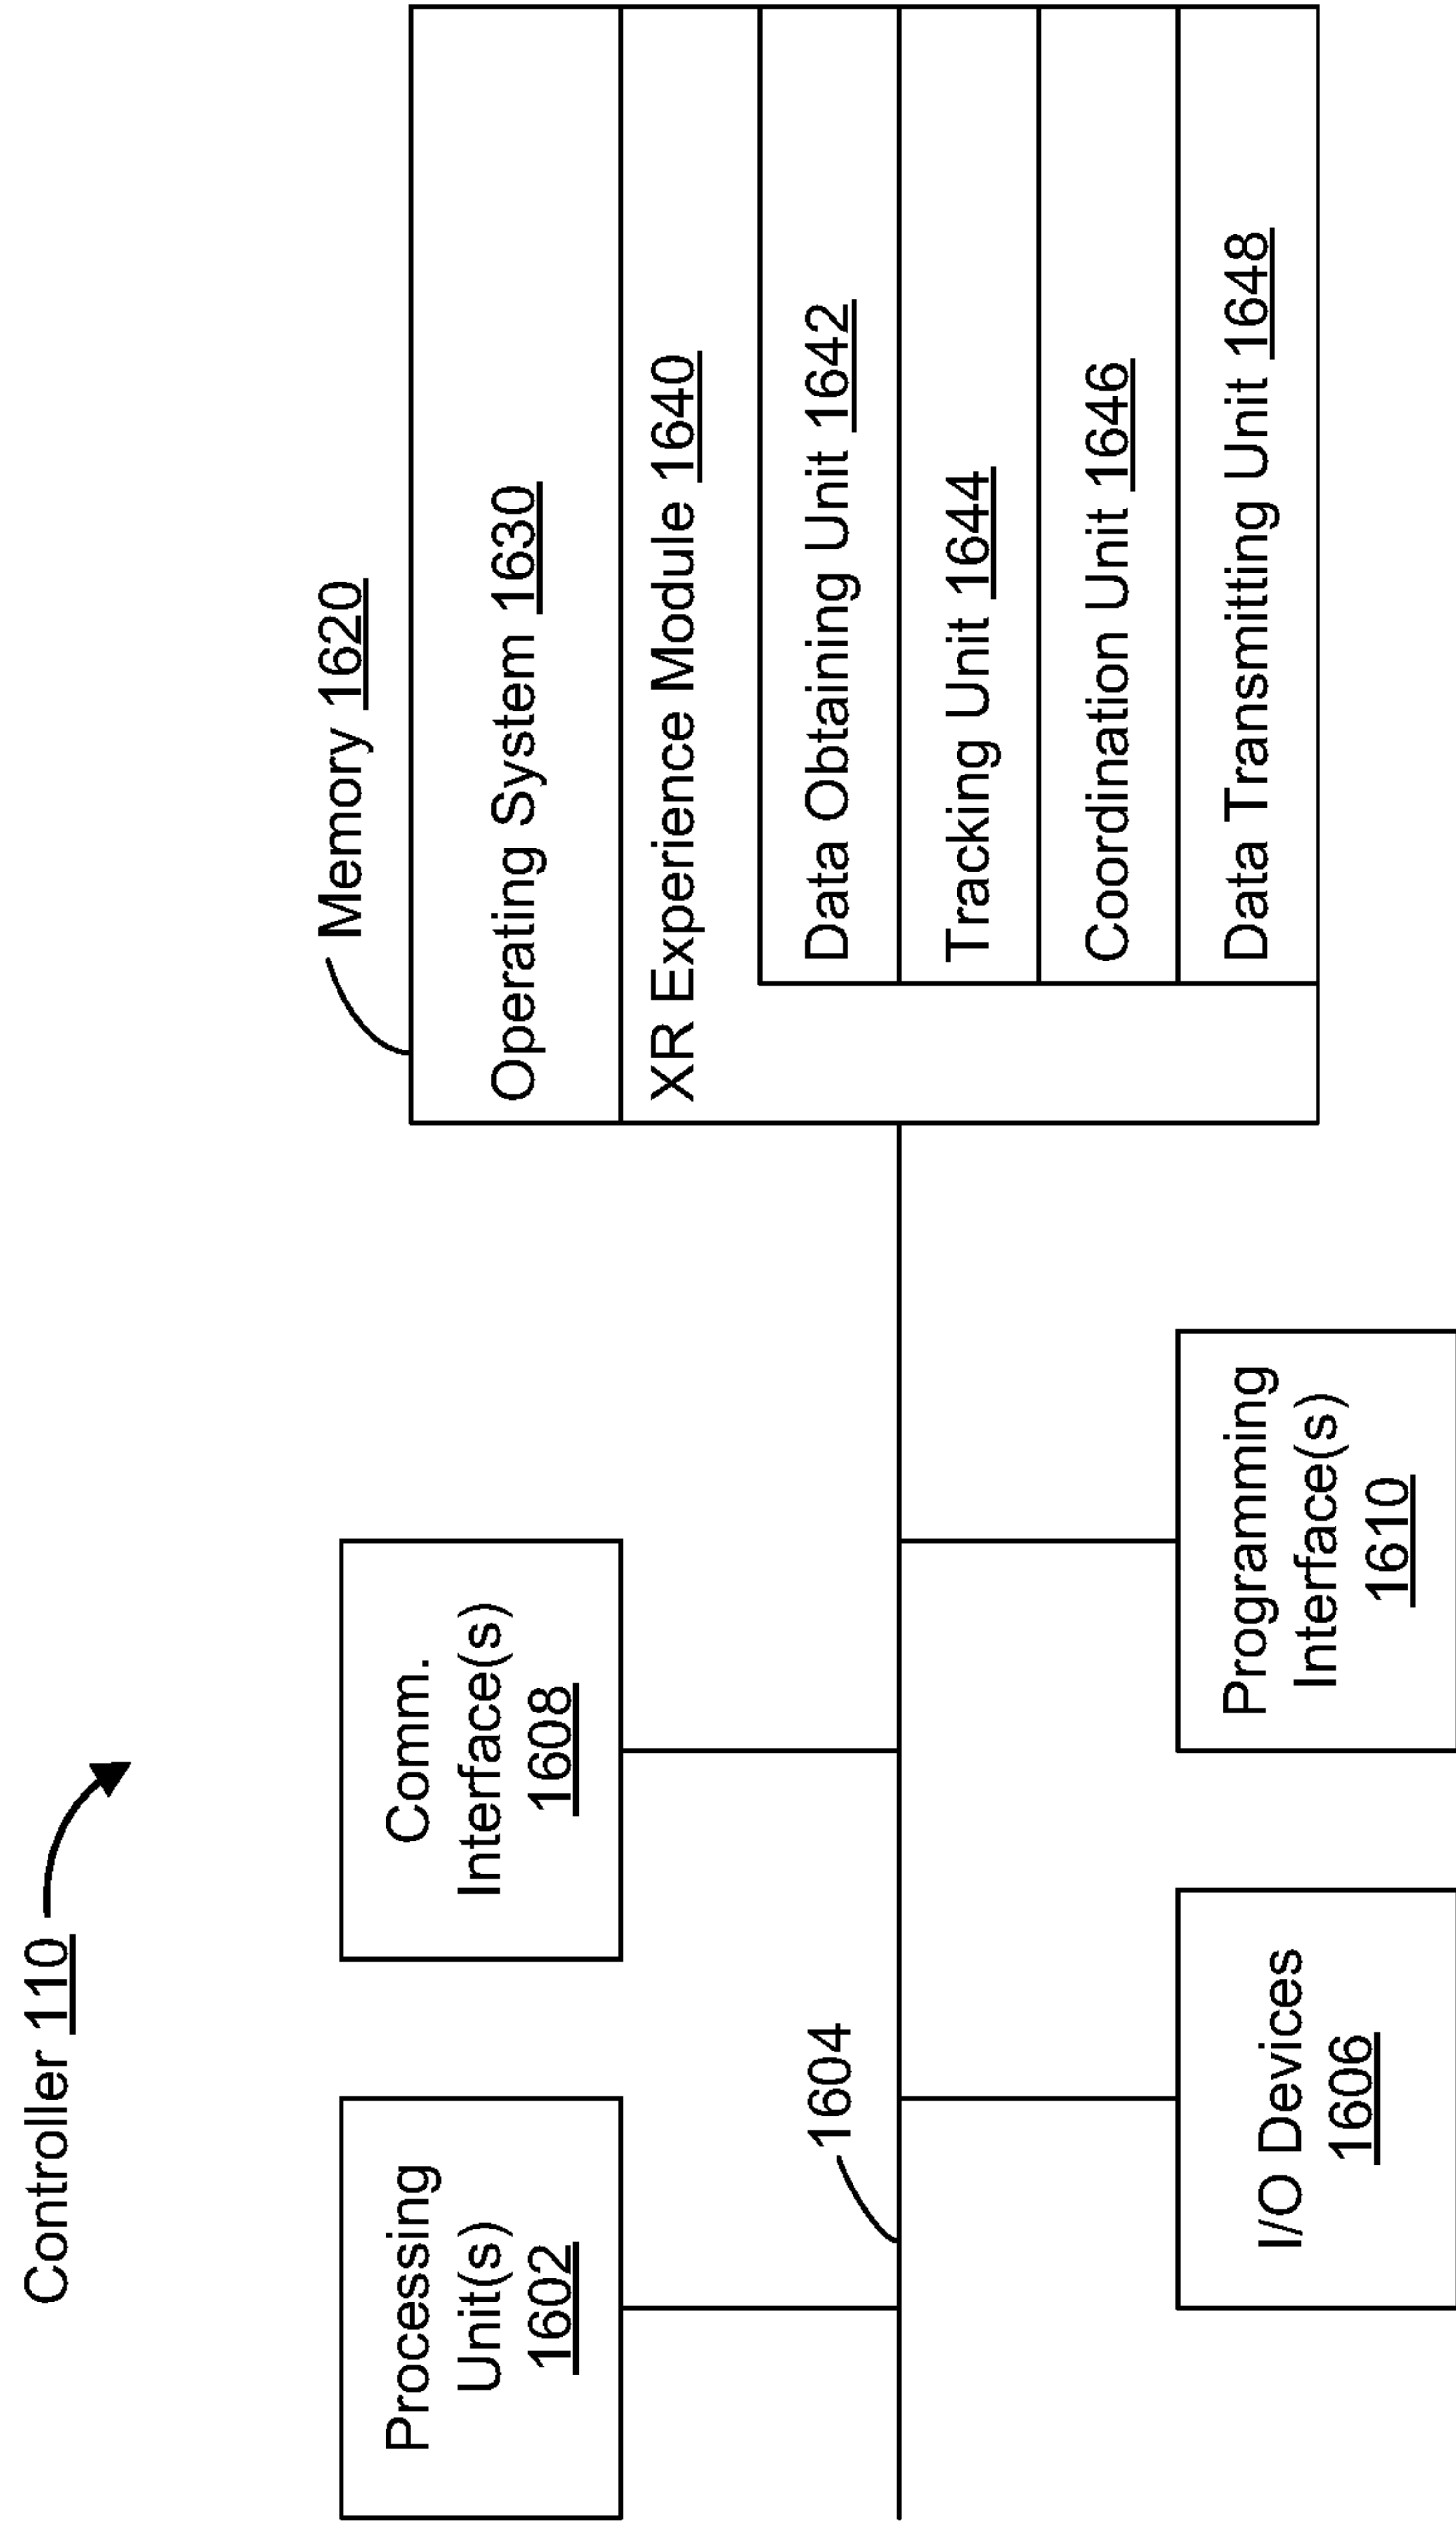 Controller 110
Memory 1620
Processing
Unit(s)
1602
Comm.
Interface(s)
1608
Operating System 1630
XR Experience Module 1640
Data Obtaining Unit 1642
Tracking Unit 1644
Coordination Unit 1646
Data Transmitting Unit 1648
1604
I/O Devices
1606
Programming
Interface(s)
1610